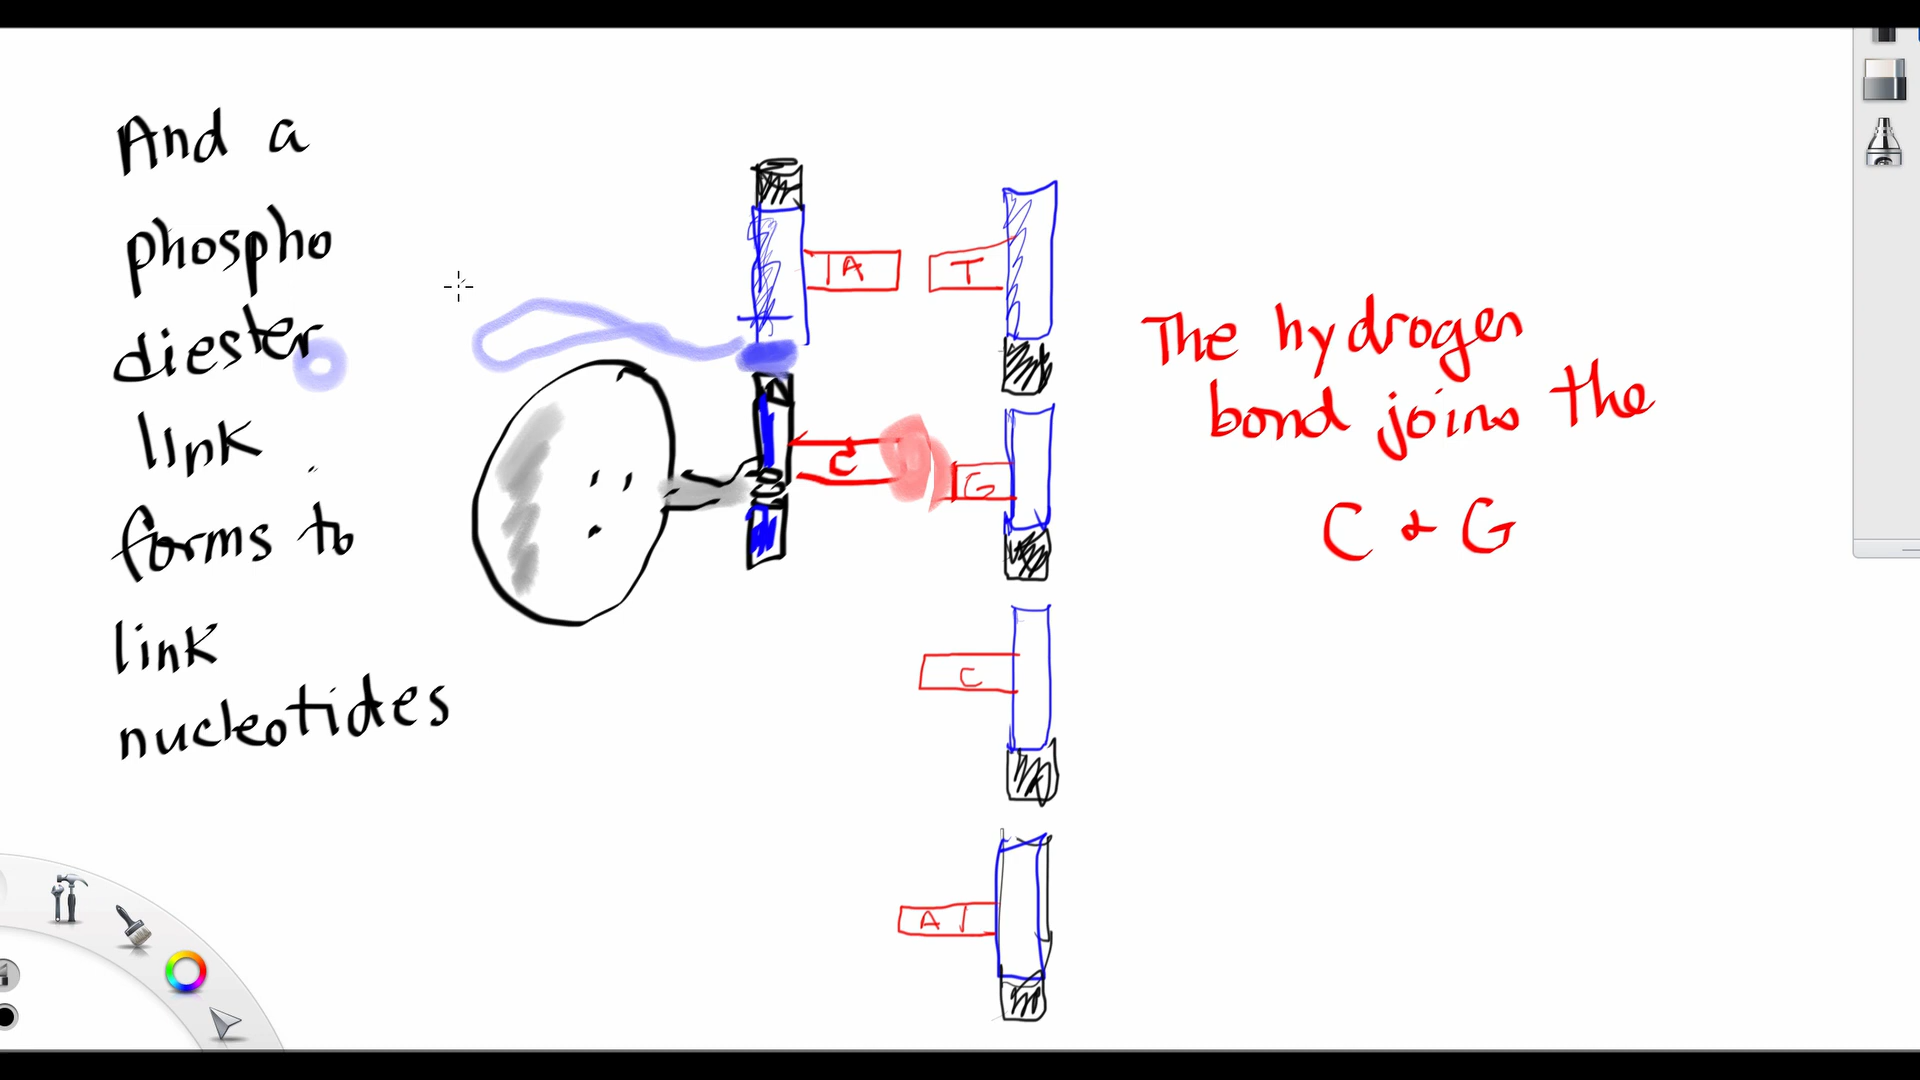 And a
phospho
diester
link
forms to
link
nucleotides
A T
C G
C
A
The hydrogen
bond joins the
C & G